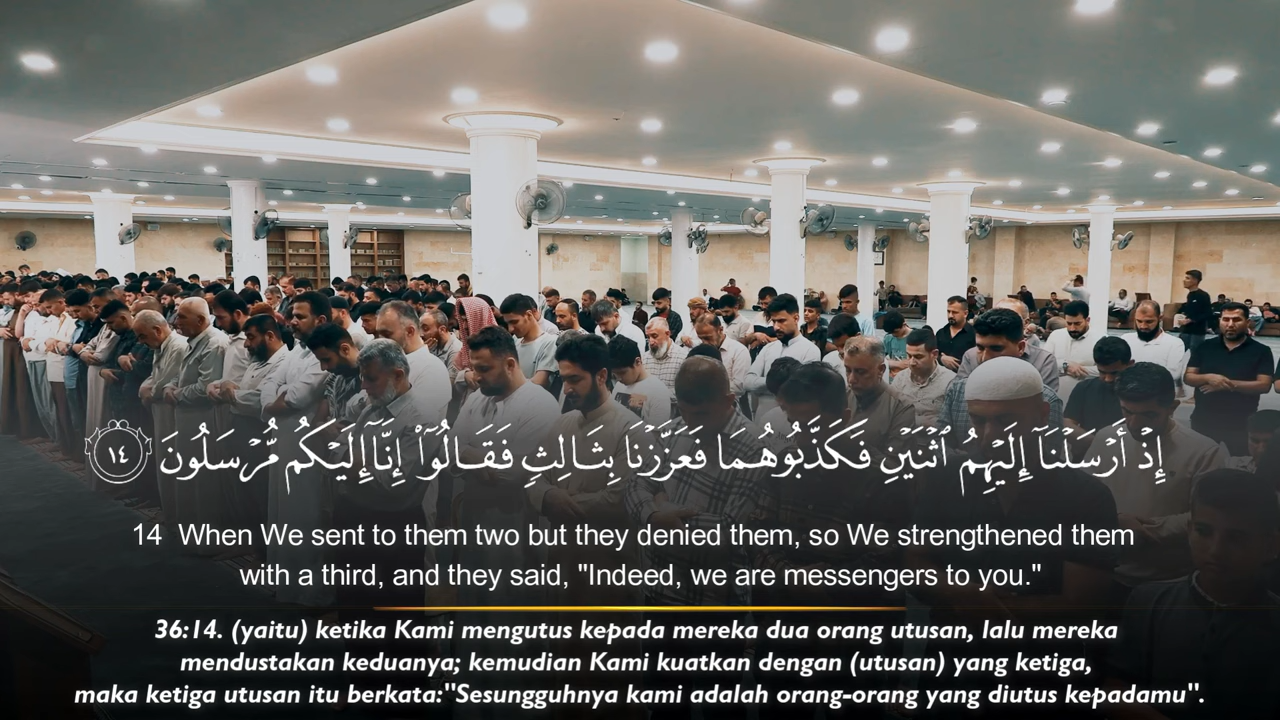 إِذْ أَرْسَلْنَآ إِلَيْهِمُ ٱثْنَيْنِ فَكَذَّبُوهُمَا فَعَزَّزْنَا بِثَالِثٍ فَقَالُوٓا۟ إِنَّآ إِلَيْكُم مُّرْسَلُونَ ١٤
14 When We sent to them two but they denied them, so We strengthened them
with a third, and they said, "Indeed, we are messengers to you."
36:14. (yaitu) ketika Kami mengutus kepada mereka dua orang utusan, lalu mereka
mendustakan keduanya; kemudian Kami kuatkan dengan (utusan) yang ketiga,
maka ketiga utusan itu berkata:"Sesungguhnya kami adalah orang-orang yang diutus kepadamu".